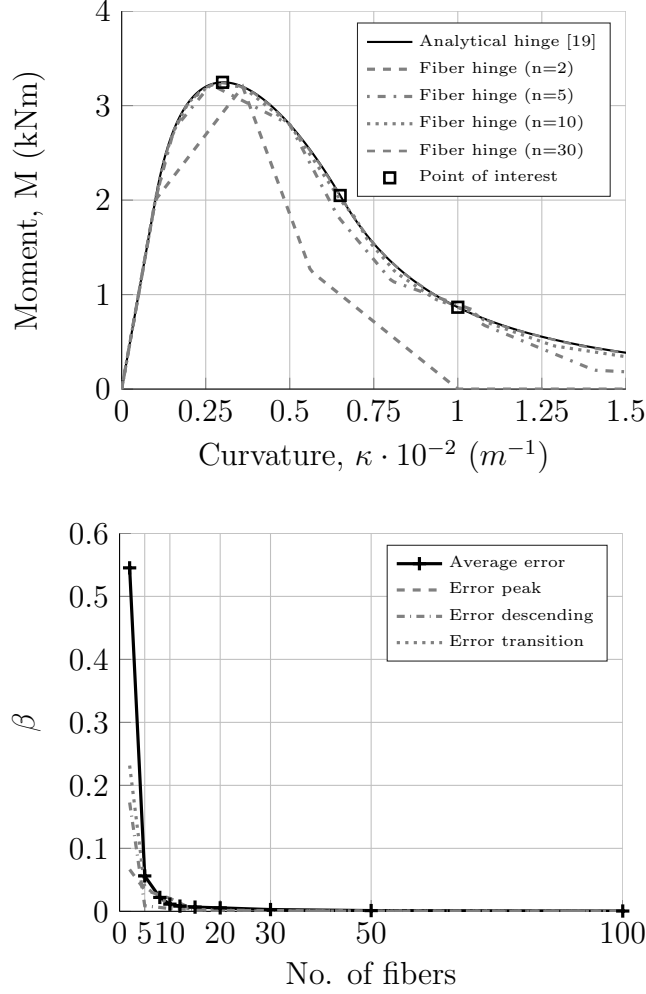 4
3
2
1
0
Moment, M (kNm)
Analytical hinge [19]
Fiber hinge (n=2)
Fiber hinge (n=5)
Fiber hinge (n=10)
Fiber hinge (n=30)
Point of interest
0 0.25 0.5 0.75 1 1.25 1.5
Curvature, κ · 10⁻² (m⁻¹)
0.6
0.5
0.4
0.3
0.2
0.1
0
β
Average error
Error peak
Error descending
Error transition
0 5 10 20 30 50 100
No. of fibers